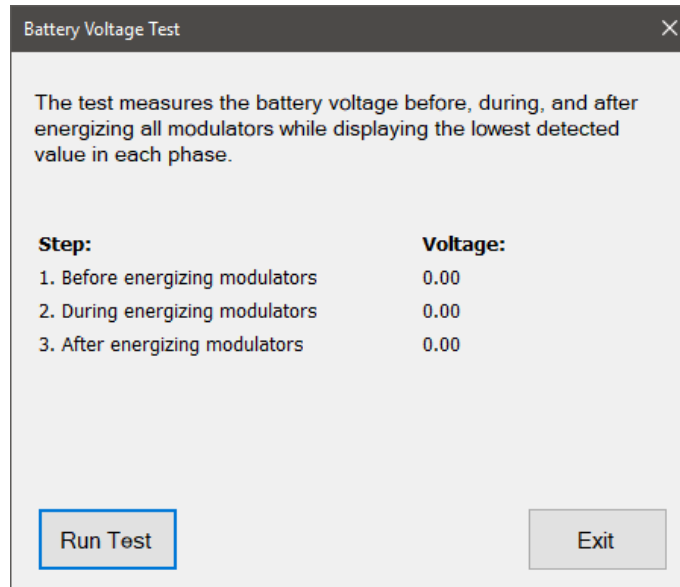 Battery Voltage Test
The test measures the battery voltage before, during, and after
energizing all modulators while displaying the lowest detected
value in each phase.
Step: Voltage:
1. Before energizing modulators 0.00
2. During energizing modulators 0.00
3. After energizing modulators 0.00
Run Test Exit